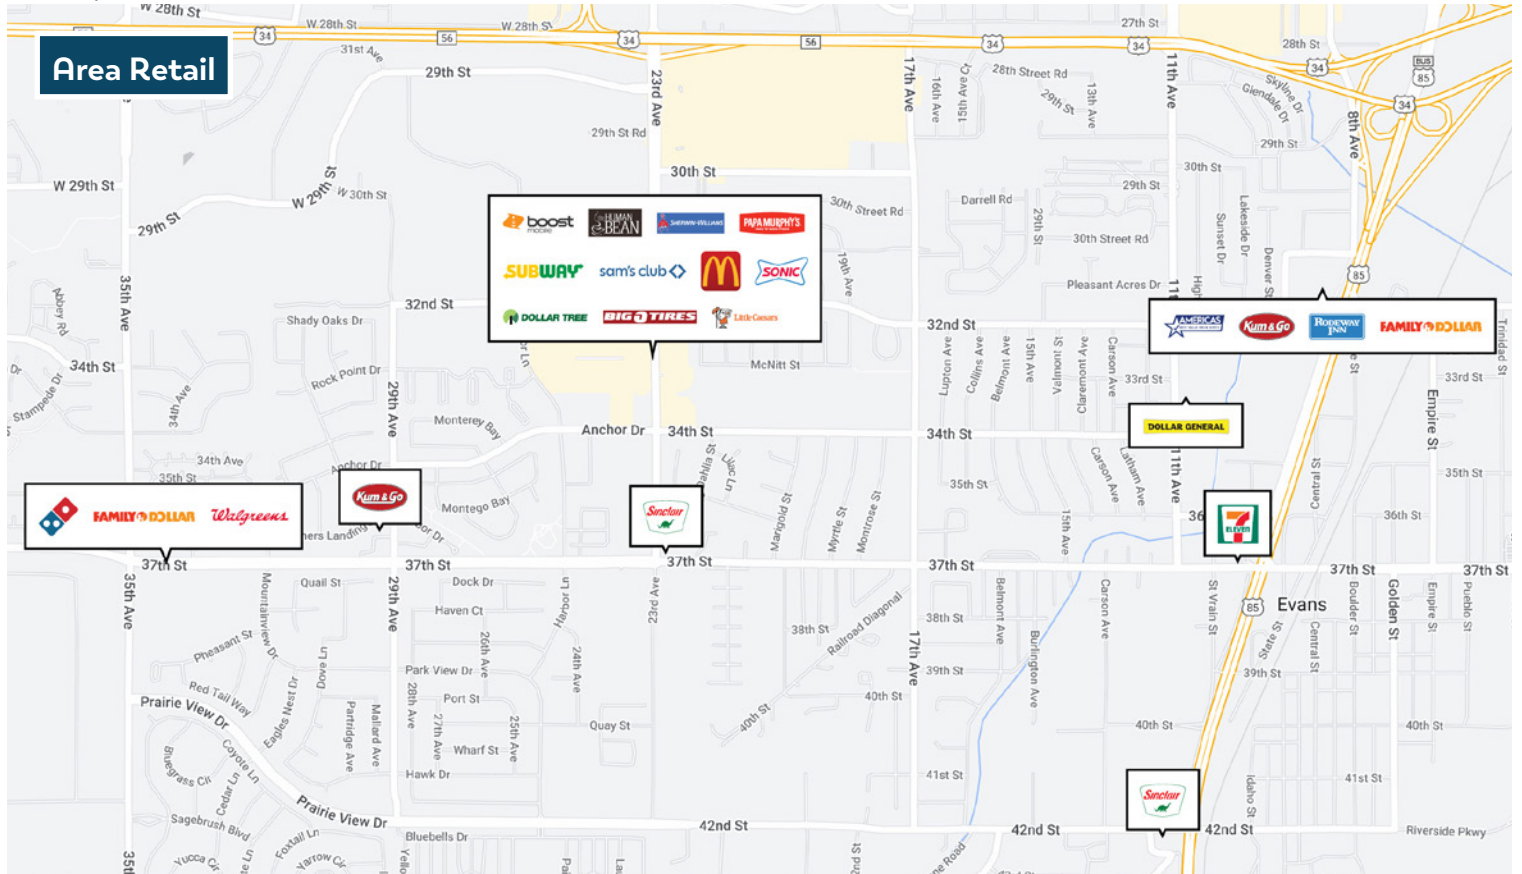 W 28th St
W 28th St
W 28th St
27th St
34
56
34
56
34
34
28th St
34
BUS
85
34
Area Retail
31st Ave
29th St
23rd Ave
17th Ave
16th Ave
15th Ave
28th Street Rd
29th St
13th Ave
11th Ave
Skyline Dr
Glendale Dr
8th Ave
29th St Rd
29th St
30th St
30th St
W 29th St
W 29th St
W 30th St
29th St
29th St
30th Street Rd
Darrell Rd
29th St
30th Street Rd
Lakeside Dr
Sunset Dr
Denver St
boost
mobile
THE HUMAN BEAN
SHERWIN-WILLIAMS
PAPA MURPHY'S
SUBWAY
sam's club
SONIC
DOLLAR TREE
BIG O TIRES
Little Caesars
19th Ave
Pleasant Acres Dr
85
35th Ave
Abbey Rd
32nd St
Shady Oaks Dr
32nd St
AMERICAS
Kum & Go
RODEWAY INN
FAMILY DOLLAR
Trinidad St
34th St
Stampede Dr
34th Ave
Rock Point Dr
29th Ave
McNitt St
Lupton Ave
Collins Ave
Belmont Ave
15th Ave
Valmont St
Claremont Ave
Carson Ave
33rd St
33rd St
Empire St
Monterey Bay
Anchor Dr
34th St
34th St
DOLLAR GENERAL
34th Ave
35th St
Anchor Dr
Montego Bay
Dahlia St
Lilac Ln
Marigold St
Myrtle St
Montrose St
35th St
15th Ave
Carson Ave
Latham Ave
11th Ave
Central St
35th St
36th St
FAMILY DOLLAR
Walgreens
Kum & Go
Sinclair
7 ELEVEN
37th St
37th St
37th St
37th St
37th St
37th St
35th Ave
Mountainview Dr
Quail St
29th Ave
Dock Dr
Haven Ct
Harbor Ln
23rd Ave
Belmont Ave
Carson Ave
St Vrain St
85
Evans
Boulder St
Golden St
Empire St
Pueblo St
Pheasant St
Dove Ln
26th Ave
24th Ave
38th St
Railroad Diagonal
38th St
17th Ave
Burlington Ave
State St
Central St
Park View Dr
39th St
39th St
Red Tail Way
Prairie View Dr
Eagles Nest Dr
Partridge Ave
Mallard Ave
28th Ave
Port St
27th Ave
25th Ave
Quay St
40th St
40th St
40th St
40th St
Wharf St
Bluegrass Cir
Coyote Ln
Cedar Ln
Hawk Dr
41st St
41st St
Idaho St
Sinclair
Prairie View Dr
Sagebrush Blvd
Foxtail Ln
Bluebells Dr
42nd St
42nd St
42nd St
Riverside Pkwy
Yucca Cir
Yarrow Cir